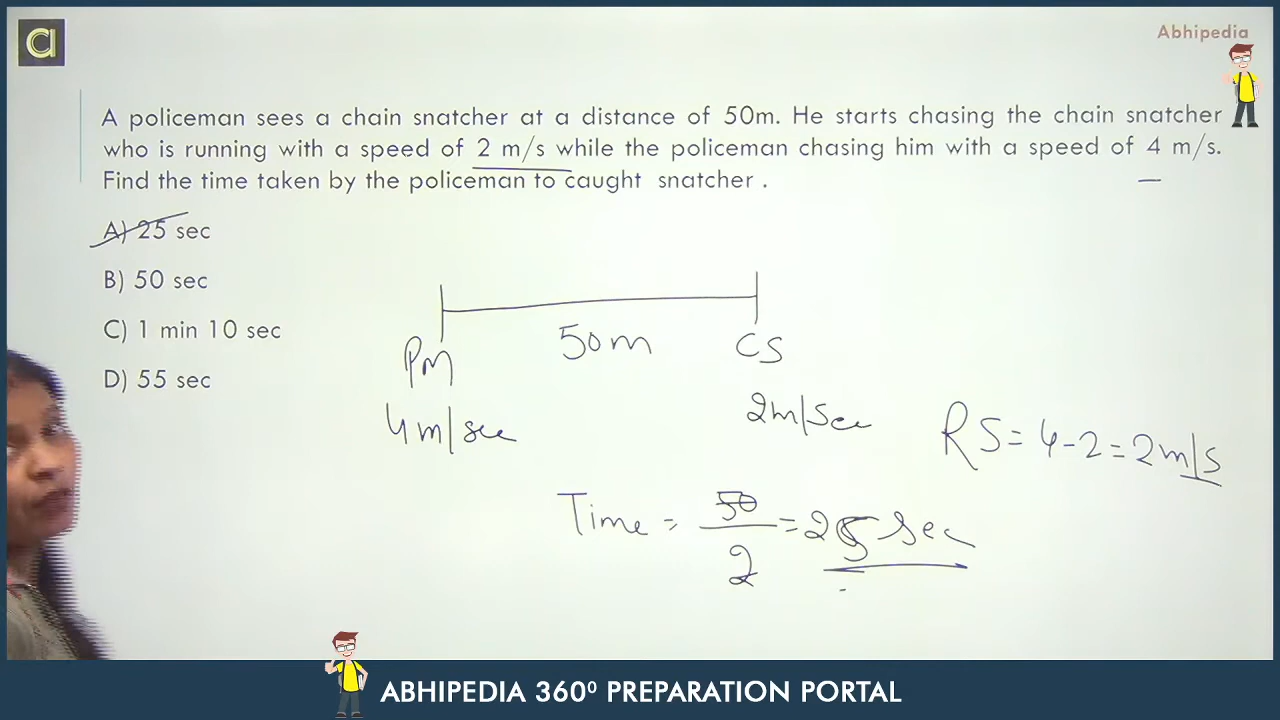 a
Abhipedia
A policeman sees a chain snatcher at a distance of 50m. He starts chasing the chain snatcher
who is running with a speed of 2 m/s while the policeman chasing him with a speed of 4 m/s.
Find the time taken by the policeman to caught snatcher .
A) 25 sec
B) 50 sec
C) 1 min 10 sec
D) 55 sec
PM
50m
CS
4m/sec
2m/sec
RS = 4-2 = 2m/s
Time = 50/2 = 25 sec
ABHIPEDIA 360⁰ PREPARATION PORTAL